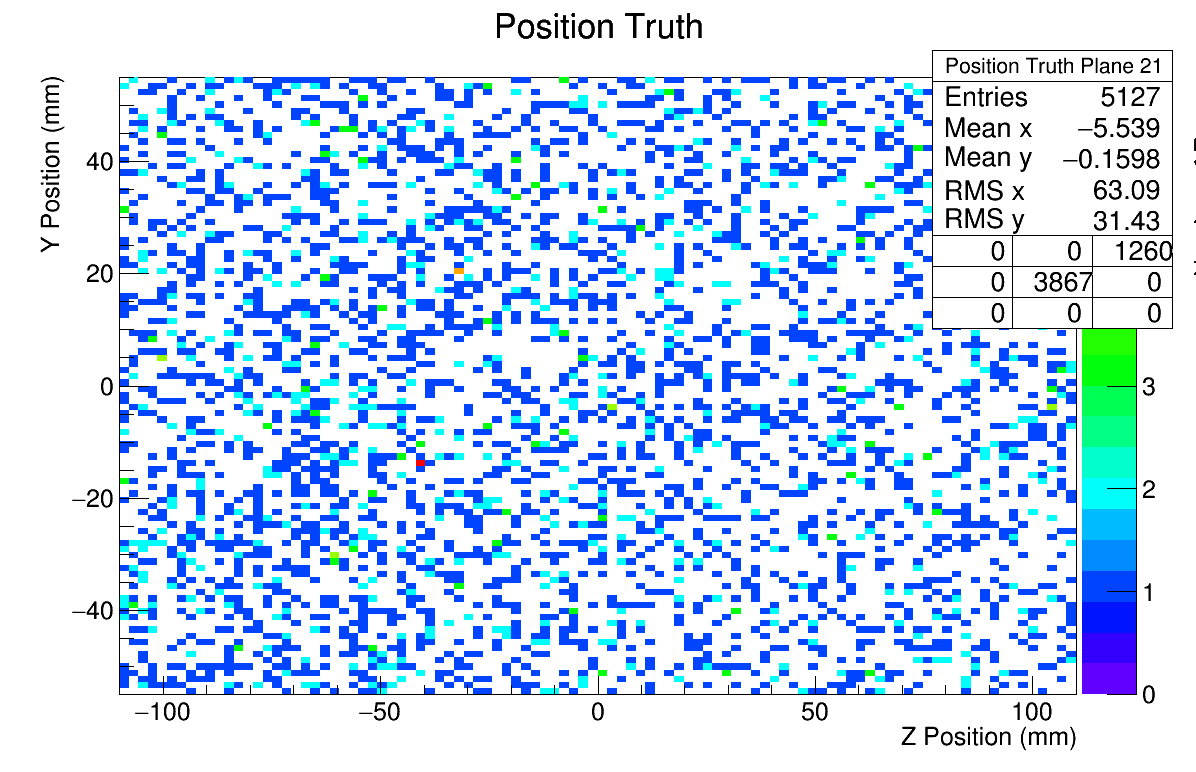 Position Truth
Y Position (mm)
Position Truth Plane 21
Entries 5127
Mean x −5.539
Mean y −0.1598
RMS x 63.09
RMS y 31.43
0 0 1260
0 3867 0
0 0 0
40
20
0
−20
−40
3
2
1
0
−100 −50 0 50 100
Z Position (mm)